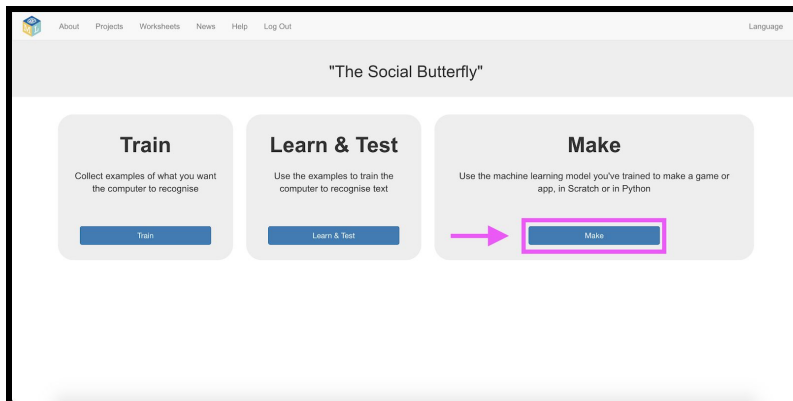 About Projects Worksheets News Help Log Out Language
"The Social Butterfly"
Train
Collect examples of what you want
the computer to recognise
Train
Learn & Test
Use the examples to train the
computer to recognise text
Learn & Test
Make
Use the machine learning model you've trained to make a game or
app, in Scratch or in Python
Make